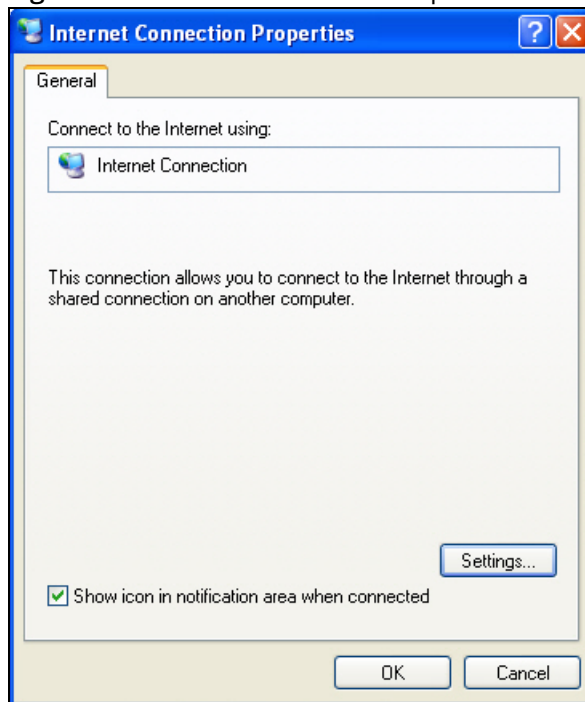 Internet Connection Properties
General
Connect to the Internet using:
Internet Connection
This connection allows you to connect to the Internet through a
shared connection on another computer.
Settings...
Show icon in notification area when connected
OK
Cancel